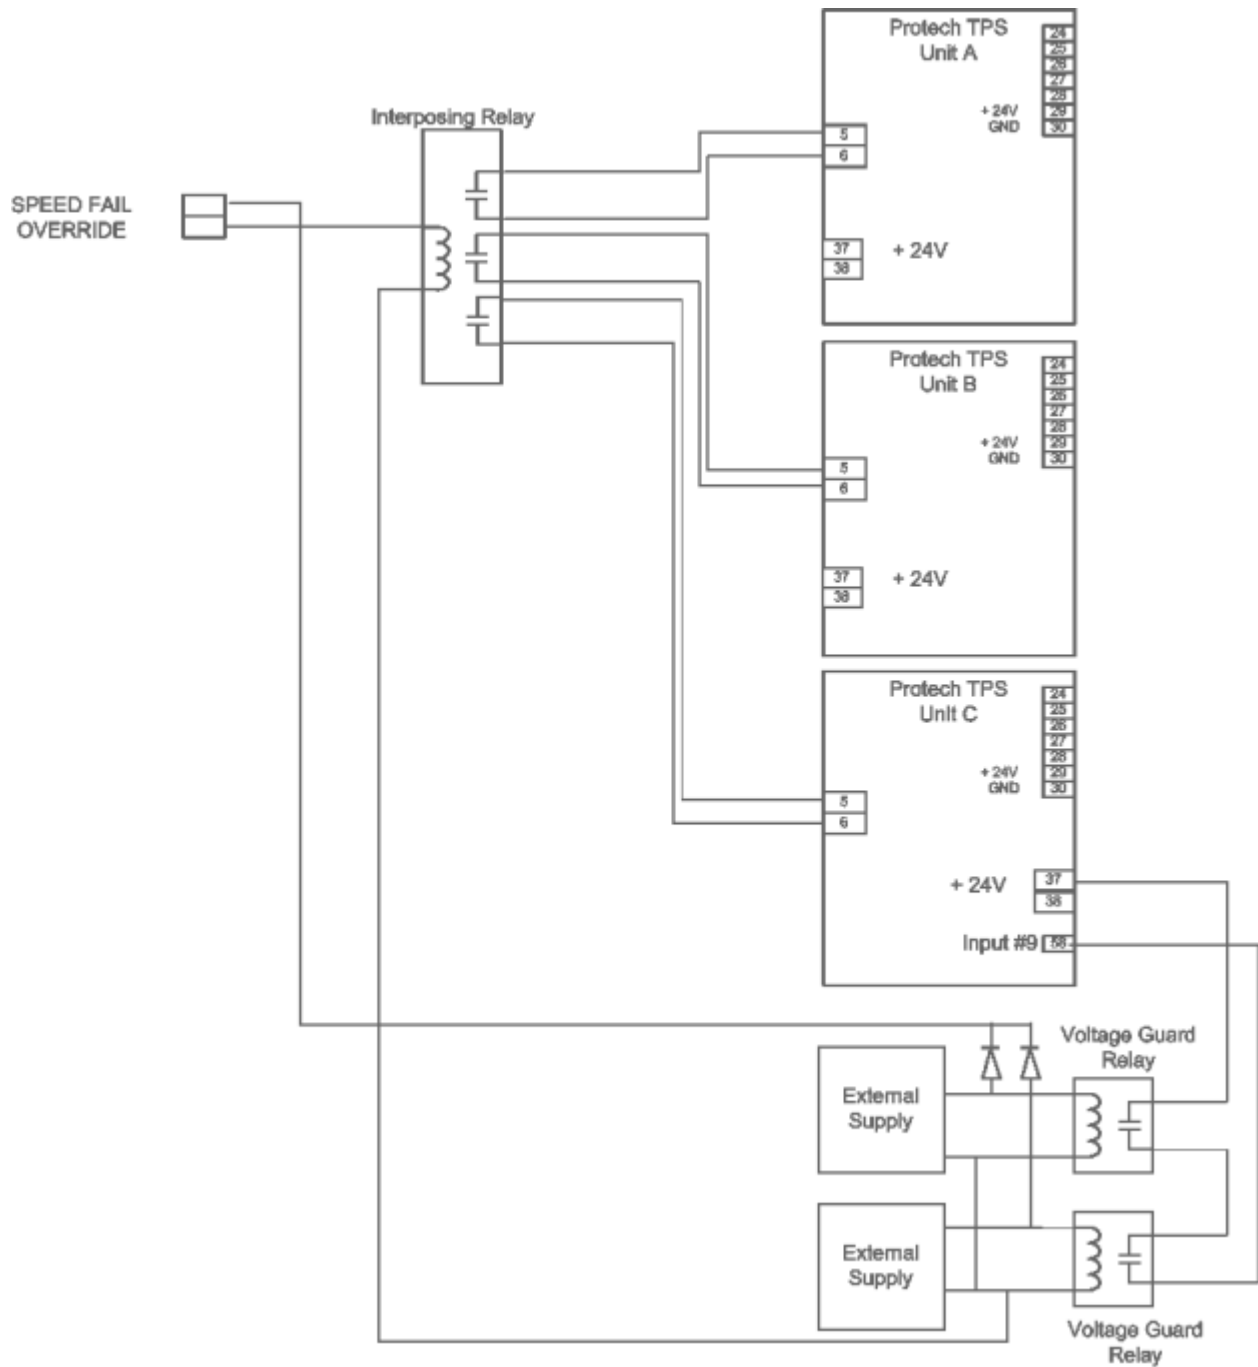 Protech TPS
Unit A
24
25
26
27
28
+ 24V
29
GND
30
Interposing Relay
5
6
SPEED FAIL
OVERRIDE
37
+ 24V
38
Protech TPS
Unit B
24
25
26
27
28
+ 24V
29
GND
30
5
6
37
+ 24V
38
Protech TPS
Unit C
24
25
26
27
28
+ 24V
29
GND
30
5
6
+ 24V
37
38
Input #9
58
Voltage Guard
Relay
External
Supply
External
Supply
Voltage Guard
Relay